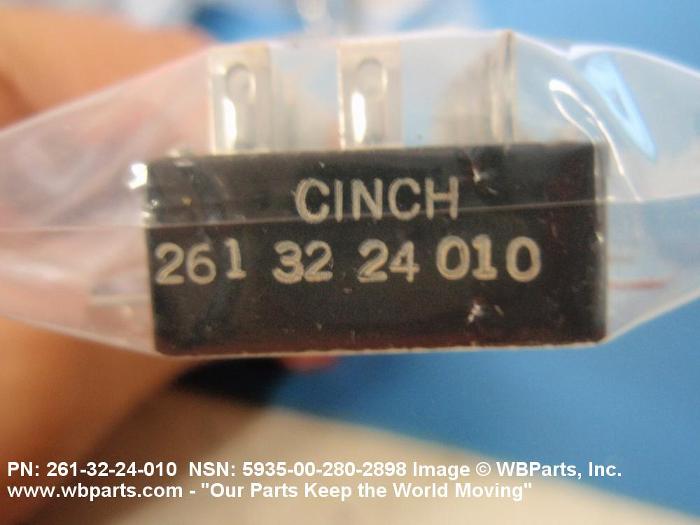 CINCH
261 32 24 010
PN: 261-32-24-010 NSN: 5935-00-280-2898 Image © WBParts, Inc.
www.wbparts.com - "Our Parts Keep the World Moving"